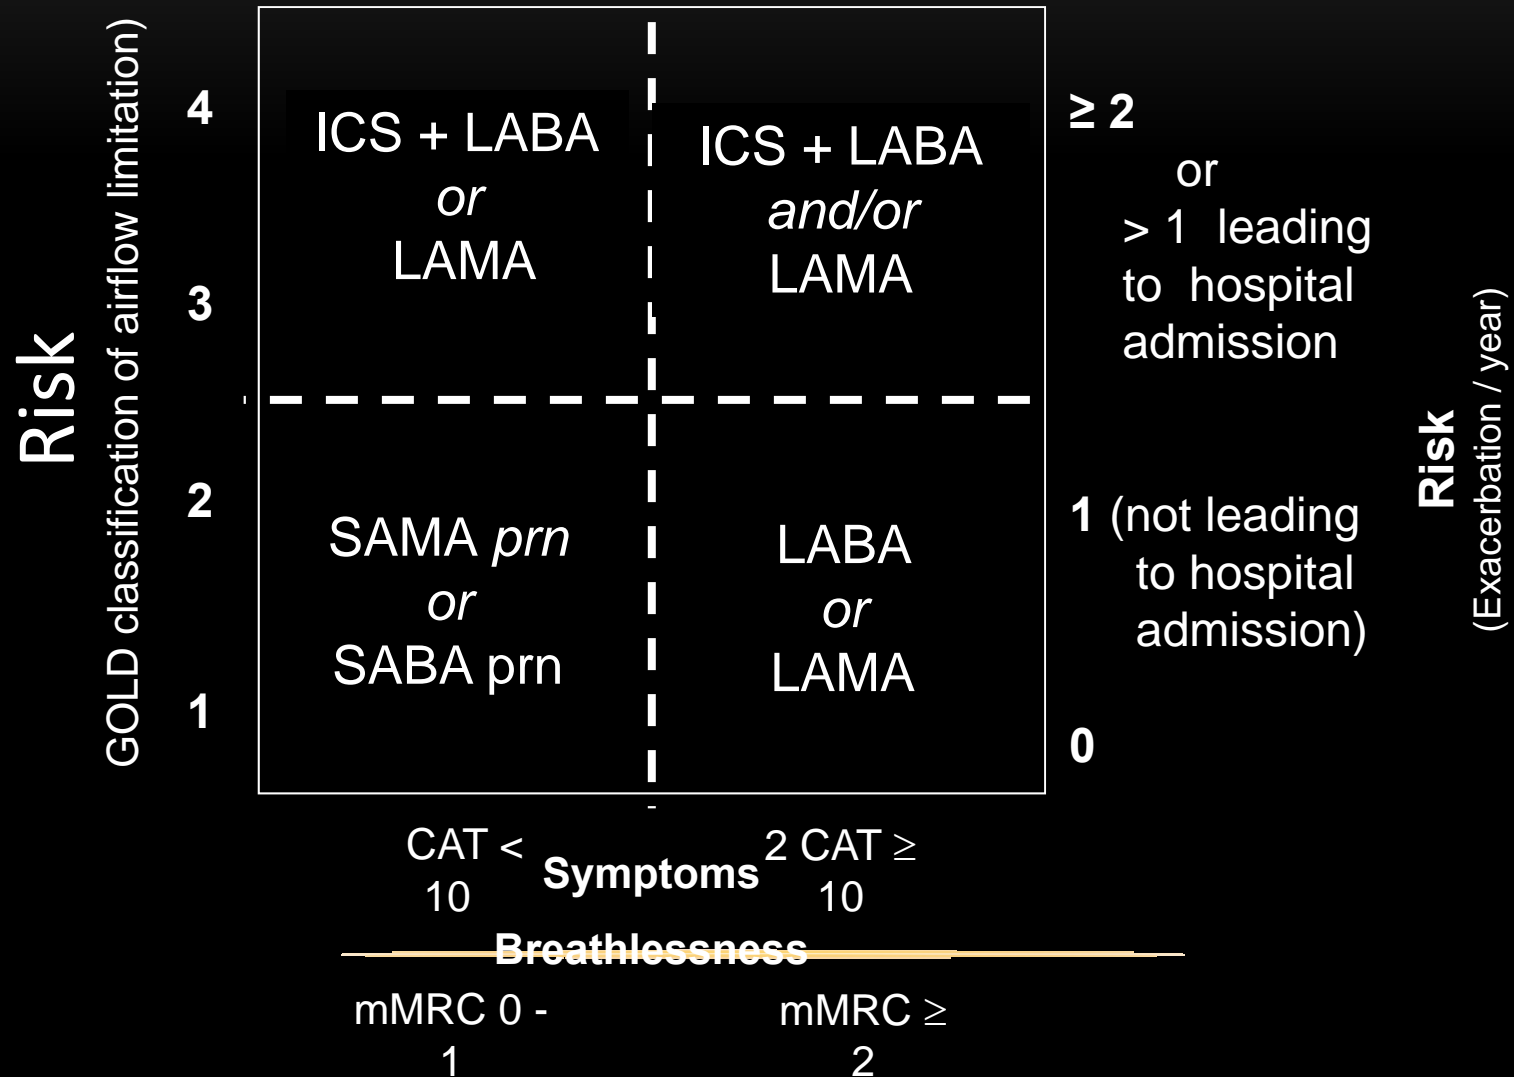 Risk
GOLD classification of airflow limitation)
4
3
2
1
ICS + LABA
or
LAMA
ICS + LABA
and/or
LAMA
SAMA prn
or
SABA prn
LABA
or
LAMA
≥ 2
or
> 1 leading
to hospital
admission
1 (not leading
to hospital
admission)
0
Risk
(Exacerbation / year)
CAT <
10
Symptoms
2 CAT ≥
10
Breathlessness
mMRC 0 -
1
mMRC ≥
2